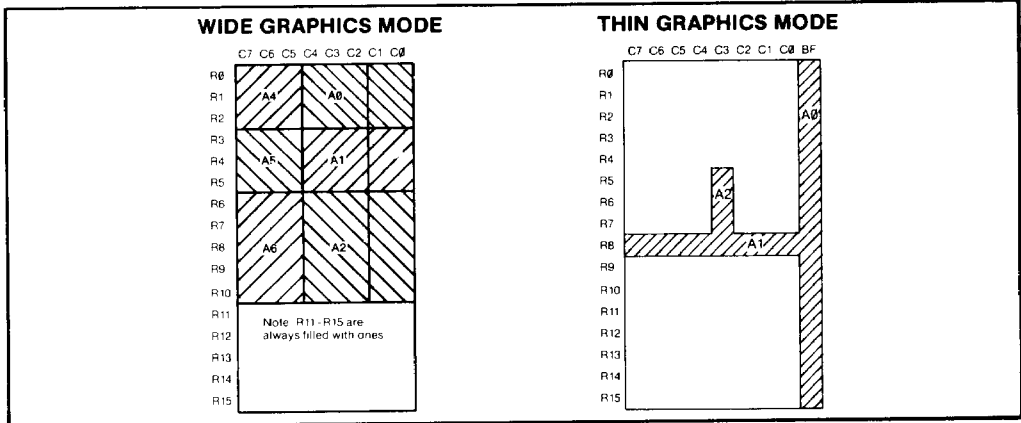 WIDE GRAPHICS MODE
C7 C6 C5 C4 C3 C2 C1 CØ
RØ
R1
R2
R3
R4
R5
R6
R7
R8
R9
R10
R11
R12
R13
R14
R15
A4
AØ
A5
A1
A6
A2
Note R11-R15 are
always filled with ones
THIN GRAPHICS MODE
C7 C6 C5 C4 C3 C2 C1 CØ BF
RØ
R1
R2
R3
R4
R5
R6
R7
R8
R9
R10
R11
R12
R13
R14
R15
AØ
A2
A1